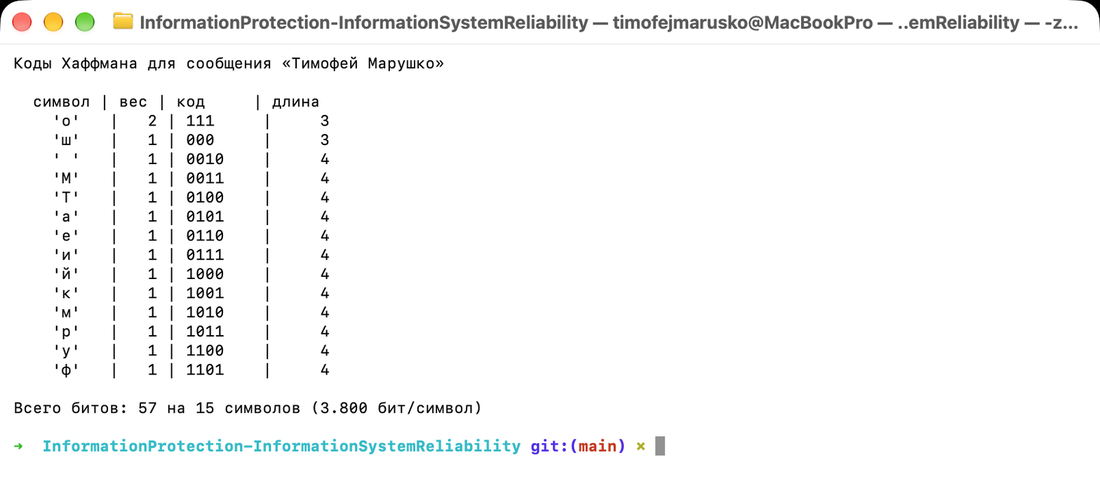 InformationProtection-InformationSystemReliability — timofejmarusko@MacBookPro — ..emReliability — -z...
Коды Хаффмана для сообщения «Тимофей Марушко»
символ | вес | код | длина
'о' | 2 | 111 | 3
'ш' | 1 | 000 | 3
' ' | 1 | 0010 | 4
'М' | 1 | 0011 | 4
'Т' | 1 | 0100 | 4
'а' | 1 | 0101 | 4
'е' | 1 | 0110 | 4
'и' | 1 | 0111 | 4
'й' | 1 | 1000 | 4
'к' | 1 | 1001 | 4
'м' | 1 | 1010 | 4
'р' | 1 | 1011 | 4
'у' | 1 | 1100 | 4
'ф' | 1 | 1101 | 4
Всего битов: 57 на 15 символов (3.800 бит/символ)
→ InformationProtection-InformationSystemReliability git:(main) ×